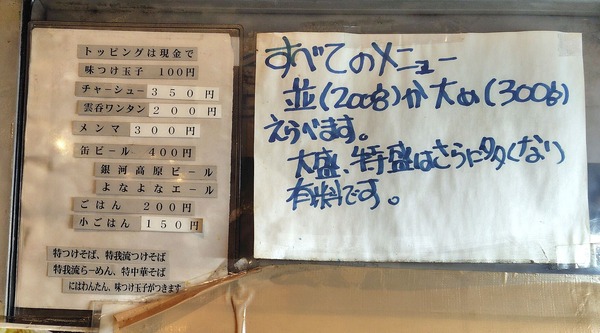 トッピングは現金で
味つけ玉子 100円
チャーシュー 350円
雲呑ワンタン 200円
メンマ 300円
缶ビール 400円
銀河高原ビール
よなよなエール
ごはん 200円
小ごはん 150円
特つけそば、特我流つけそば
特我流らーめん、特中華そば
にはわんたん、味つけ玉子がつきます
すべてのメニュー
並(200g)か大め(300g)
えらべます。
大盛、特盛はさらに多くなり
有料です。